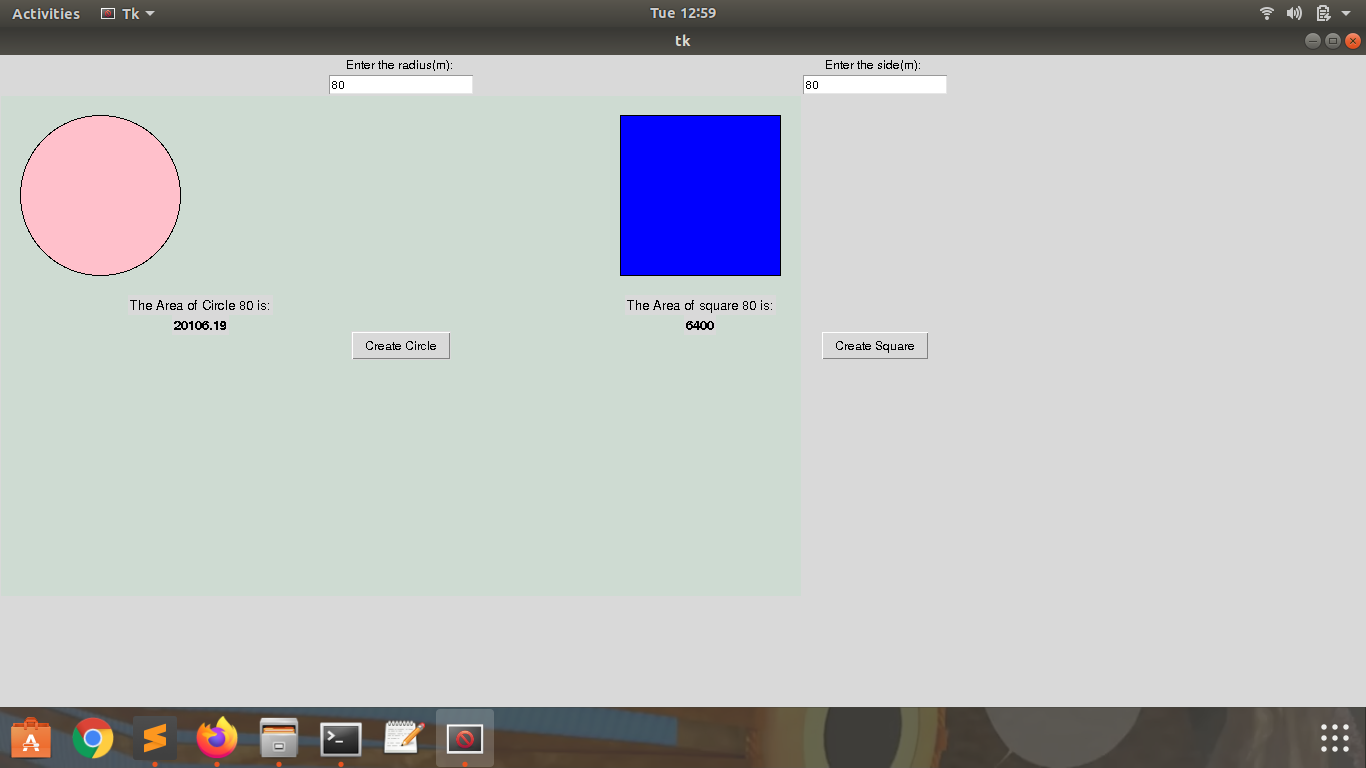 Activities Tk Tue 12:59
tk
Enter the radius(m): Enter the side(m):
80 80
The Area of Circle 80 is: The Area of square 80 is:
20106.19 6400
Create Circle Create Square